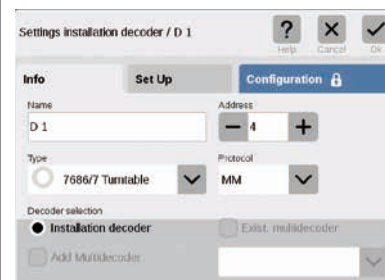 Settings installation decoder / D 1
Help Cancel Ok
Info Set Up Configuration
Name Address
D 1 4
Type Protocol
7686/7 Turntable MM
Decoder selection
Installation decoder Exist. multidecoder
Add Multidecoder